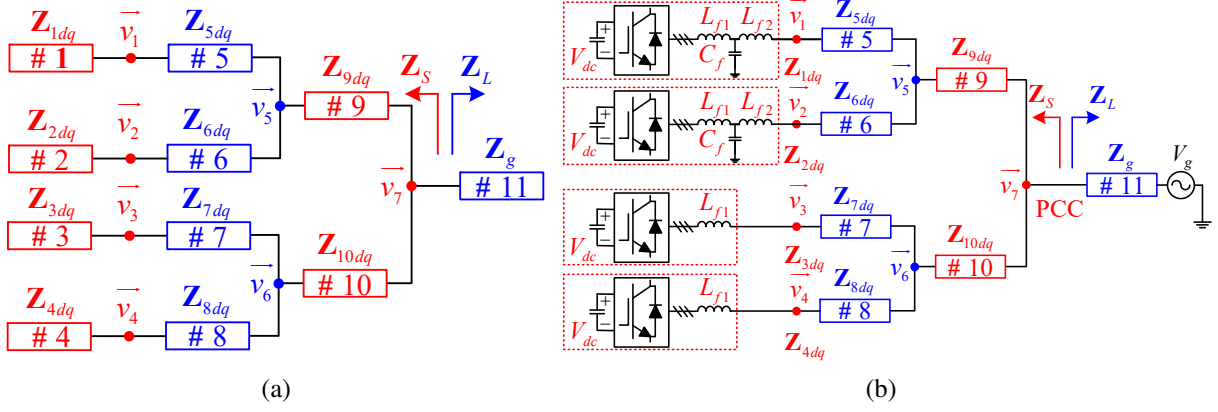 Z1dq
# 1
v1
Z5dq
# 5
Z2dq
# 2
v2
Z6dq
# 6
v5
Z9dq
# 9
ZS
ZL
Z3dq
# 3
v3
Z7dq
# 7
Z4dq
# 4
v4
Z8dq
# 8
v6
Z10dq
# 10
v7
Zg
# 11
(a)
Vdc
+
−
Lf1
Lf2
Cf
v1
Z1dq
Z5dq
# 5
Vdc
+
−
Lf1
Lf2
Cf
v2
Z2dq
Z6dq
# 6
v5
Z9dq
# 9
Vdc
+
−
Lf1
v3
Z3dq
Z7dq
# 7
Vdc
+
−
Lf1
v4
Z4dq
Z8dq
# 8
v6
Z10dq
# 10
ZS
ZL
v7
PCC
Zg
# 11
Vg
(b)